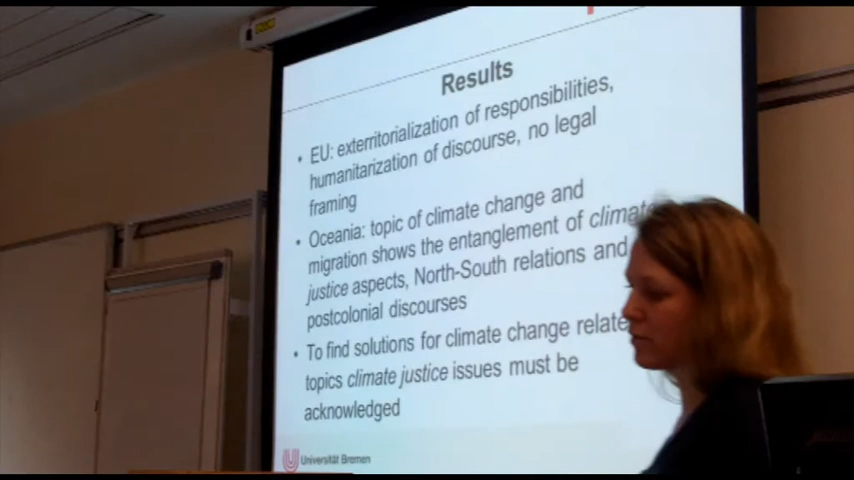 Results
• EU: exterritorialization of responsibilities,
humanitarization of discourse, no legal
framing
• Oceania: topic of climate change and
migration shows the entanglement of climate
justice aspects, North-South relations and
postcolonial discourses
• To find solutions for climate change relate
topics climate justice issues must be
acknowledged
Universität Bremen